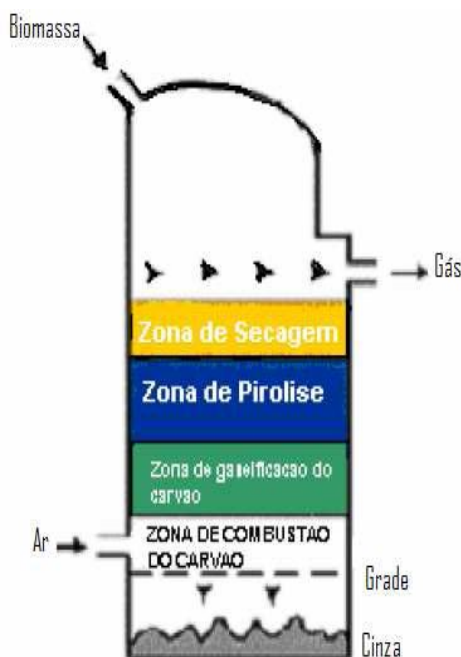 Biomassa
Gás
Zona de Secagem
Zona de Pirolise
Zona de gaseificacao do
carvao
Ar
ZONA DE COMBUSTAO
DO CARVAO
Grade
Cinza